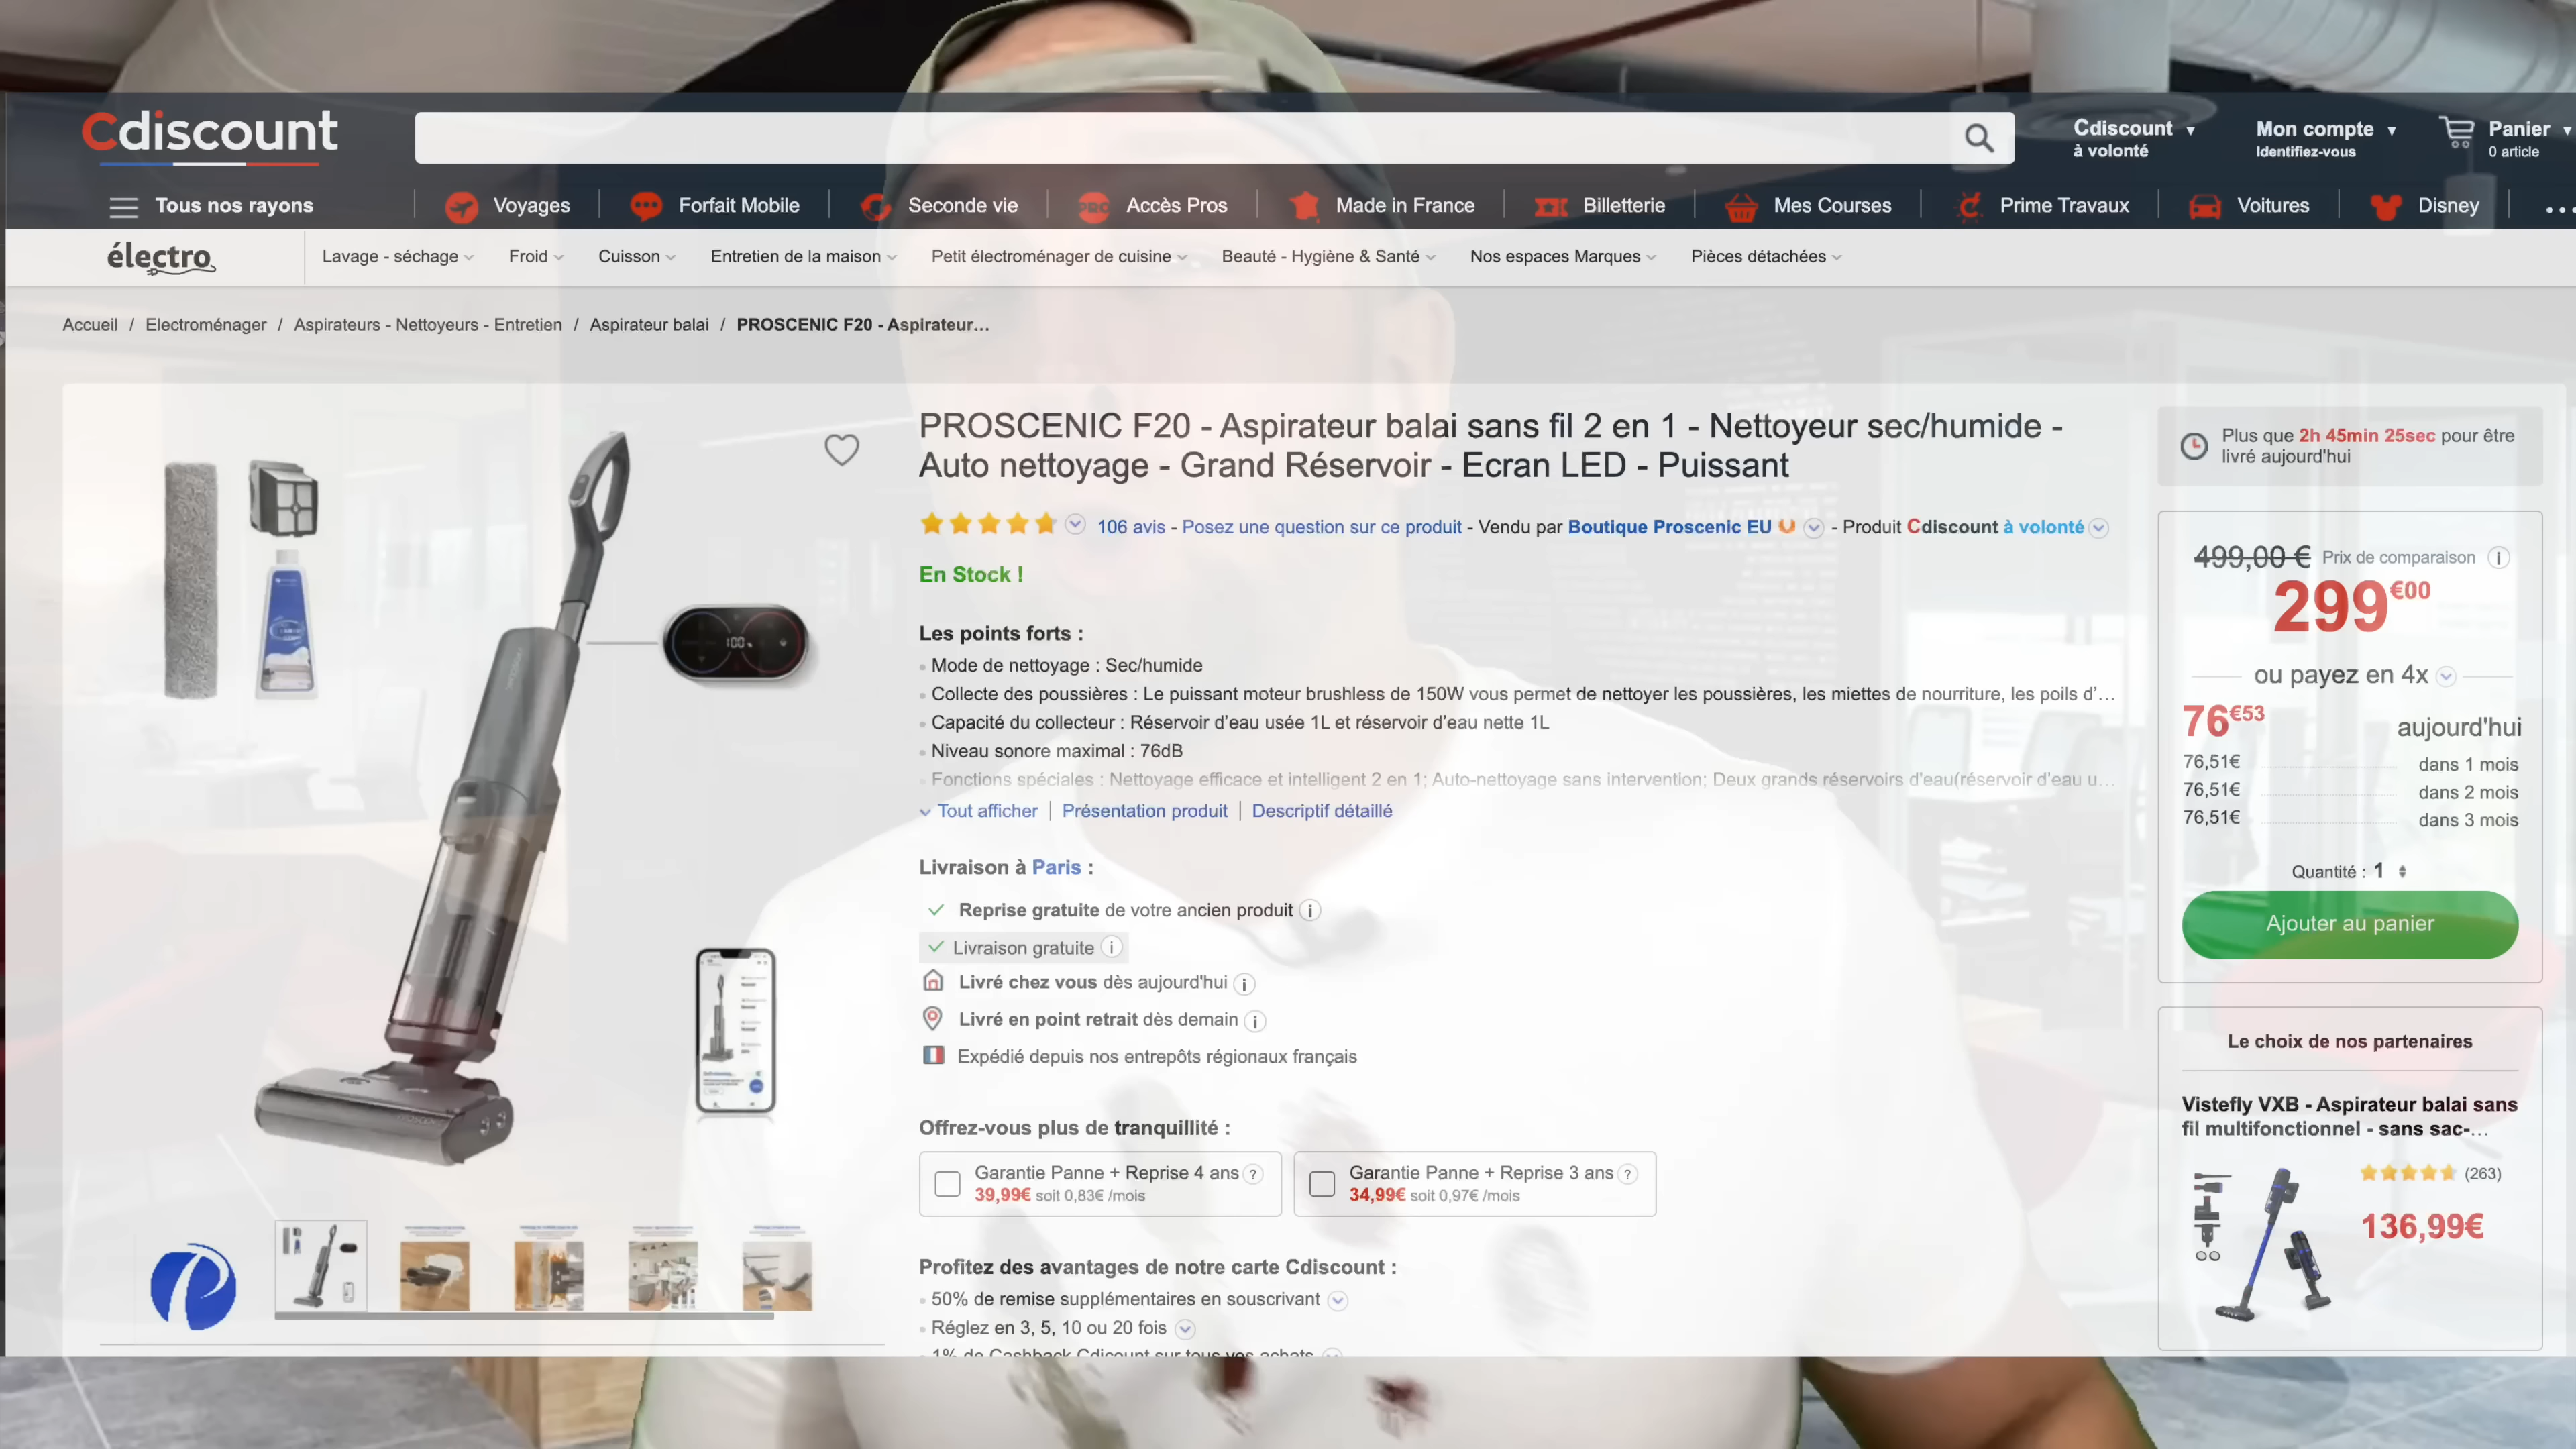 Cdiscount
Cdiscount
à volonté
Mon compte
Identifiez-vous
Panier
0 article
Tous nos rayons
Voyages
Forfait Mobile
Seconde vie
PRO
Accès Pros
Made in France
Billetterie
Mes Courses
Prime Travaux
Voitures
Disney
...
électro
Lavage - séchage
Froid
Cuisson
Entretien de la maison
Petit électroménager de cuisine
Beauté - Hygiène & Santé
Nos espaces Marques
Pièces détachées
Accueil / Electroménager / Aspirateurs - Nettoyeurs - Entretien / Aspirateur balai / PROSCENIC F20 - Aspirateur...
100
PROSCENIC F20 - Aspirateur balai sans fil 2 en 1 - Nettoyeur sec/humide -
Auto nettoyage - Grand Réservoir - Ecran LED - Puissant
106 avis - Posez une question sur ce produit - Vendu par Boutique Proscenic EU - Produit Cdiscount à volonté
En Stock !
Les points forts :
Mode de nettoyage : Sec/humide
Collecte des poussières : Le puissant moteur brushless de 150W vous permet de nettoyer les poussières, les miettes de nourriture, les poils d'...
Capacité du collecteur : Réservoir d'eau usée 1L et réservoir d'eau nette 1L
Niveau sonore maximal : 76dB
Fonctions spéciales : Nettoyage efficace et intelligent 2 en 1; Auto-nettoyage sans intervention; Deux grands réservoirs d'eau(réservoir d'eau u...
Tout afficher | Présentation produit | Descriptif détaillé
Livraison à Paris :
Reprise gratuite de votre ancien produit
Livraison gratuite
Livré chez vous dès aujourd'hui
Livré en point retrait dès demain
Expédié depuis nos entrepôts régionaux français
Offrez-vous plus de tranquillité :
Garantie Panne + Reprise 4 ans ?
39,99€ soit 0,83€ /mois
Garantie Panne + Reprise 3 ans ?
34,99€ soit 0,97€ /mois
Profitez des avantages de notre carte Cdiscount :
50% de remise supplémentaires en souscrivant
Réglez en 3, 5, 10 ou 20 fois
1% de Cashback Cdicount sur tous vos achats
Plus que 2h 45min 25sec pour être
livré aujourd'hui
499,00 € Prix de comparaison
299€00
ou payez en 4x
76€53 aujourd'hui
76,51€ dans 1 mois
76,51€ dans 2 mois
76,51€ dans 3 mois
Quantité : 1
Ajouter au panier
Le choix de nos partenaires
Vistefly VXB - Aspirateur balai sans
fil multifonctionnel - sans sac-...
(263)
136,99€